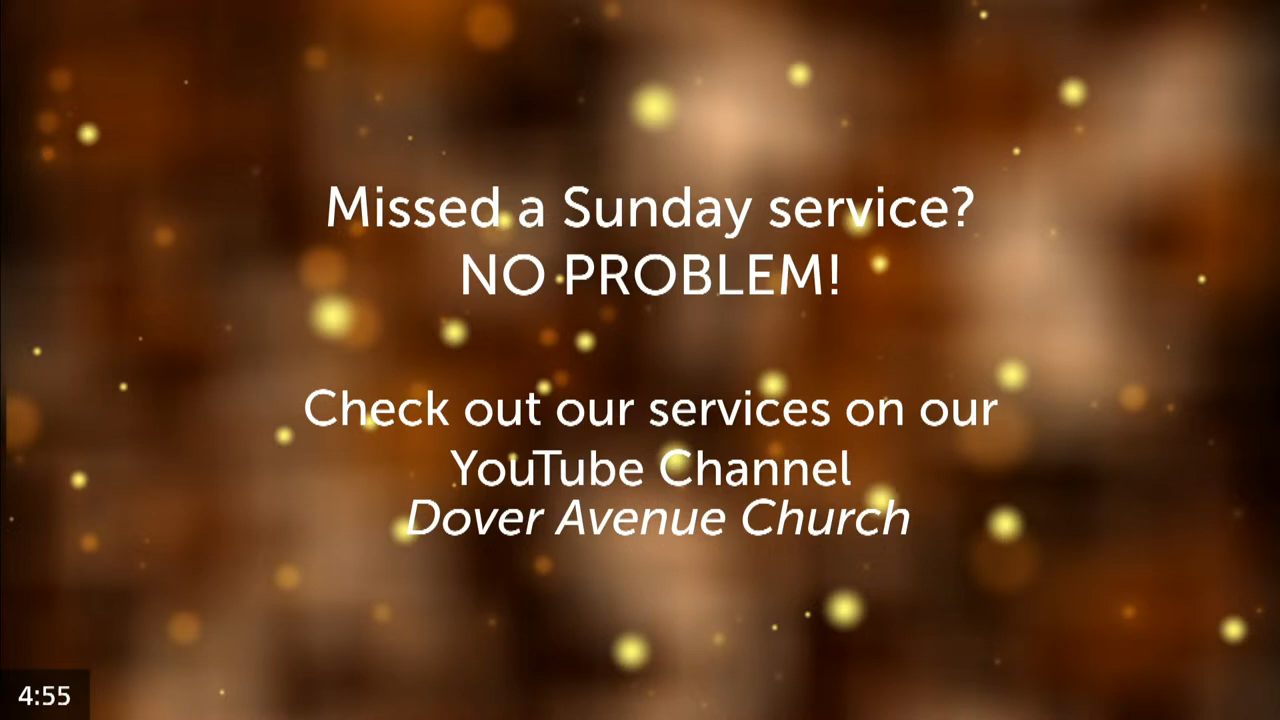 Missed a Sunday service?
NO PROBLEM!
Check out our services on our
YouTube Channel
Dover Avenue Church
4:55